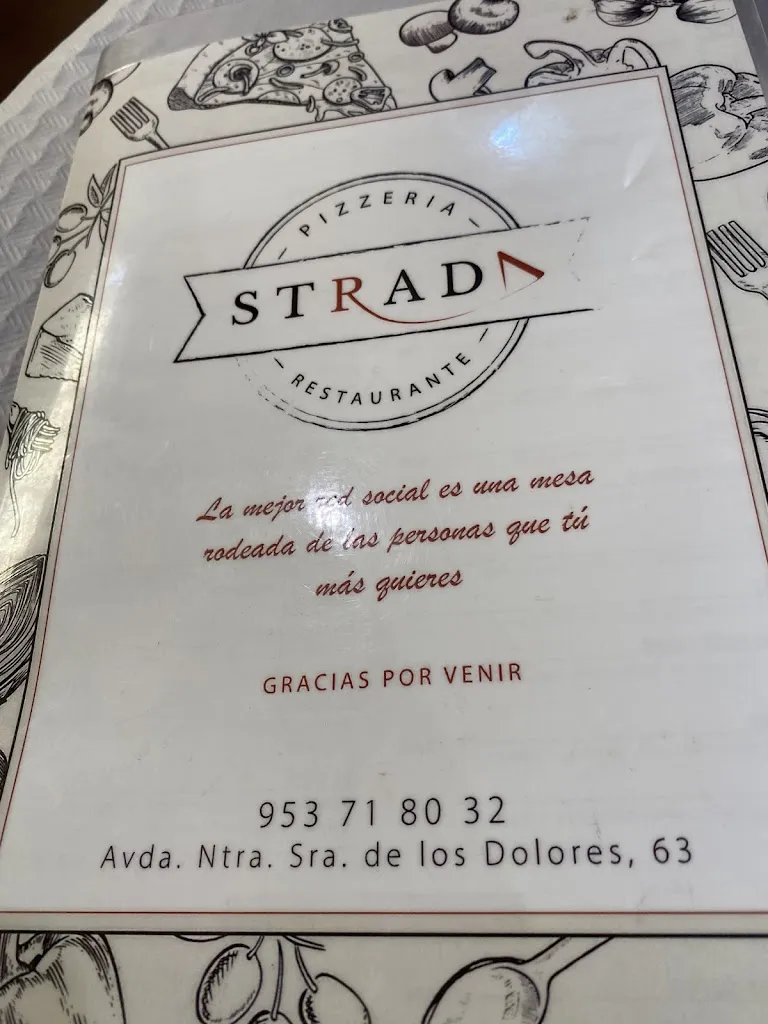 PIZZERIA
STRADA
RESTAURANTE
La mejor red social es una mesa
rodeada de las personas que tú
más quieres
GRACIAS POR VENIR
953 71 80 32
Avda. Ntra. Sra. de los Dolores, 63